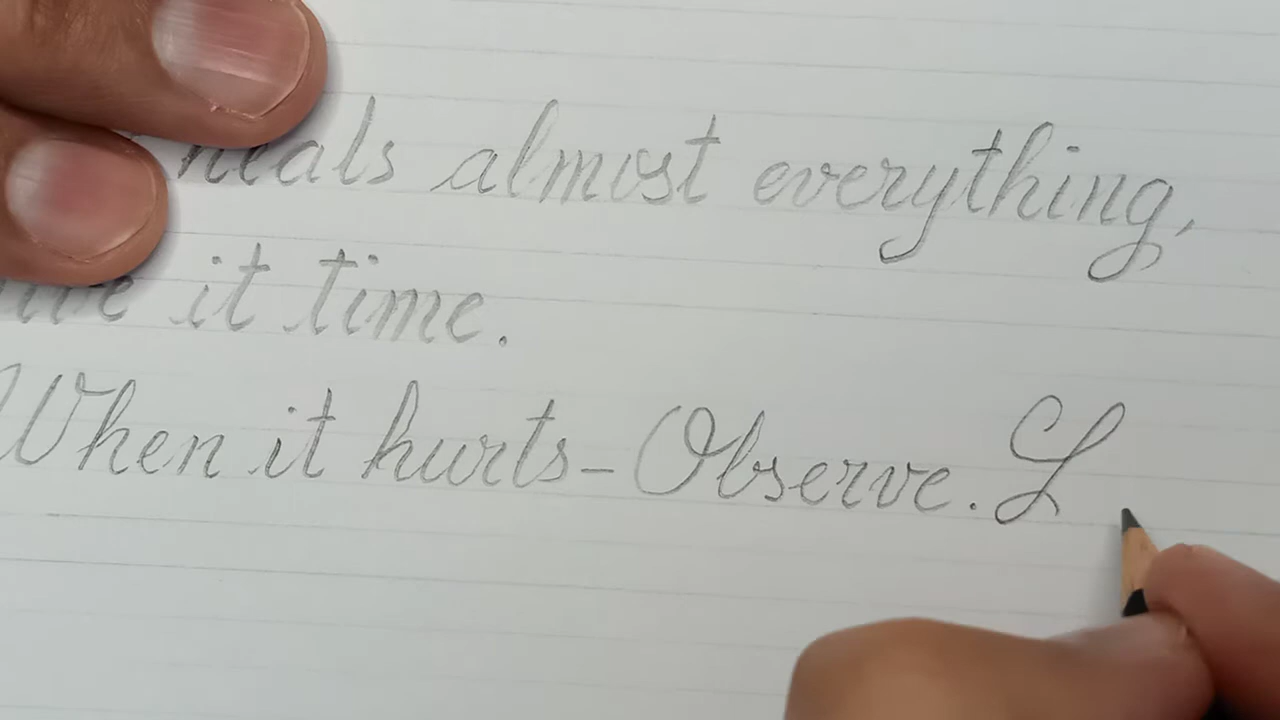 heals almost everything,
it time.
When it hurts-Observe. L